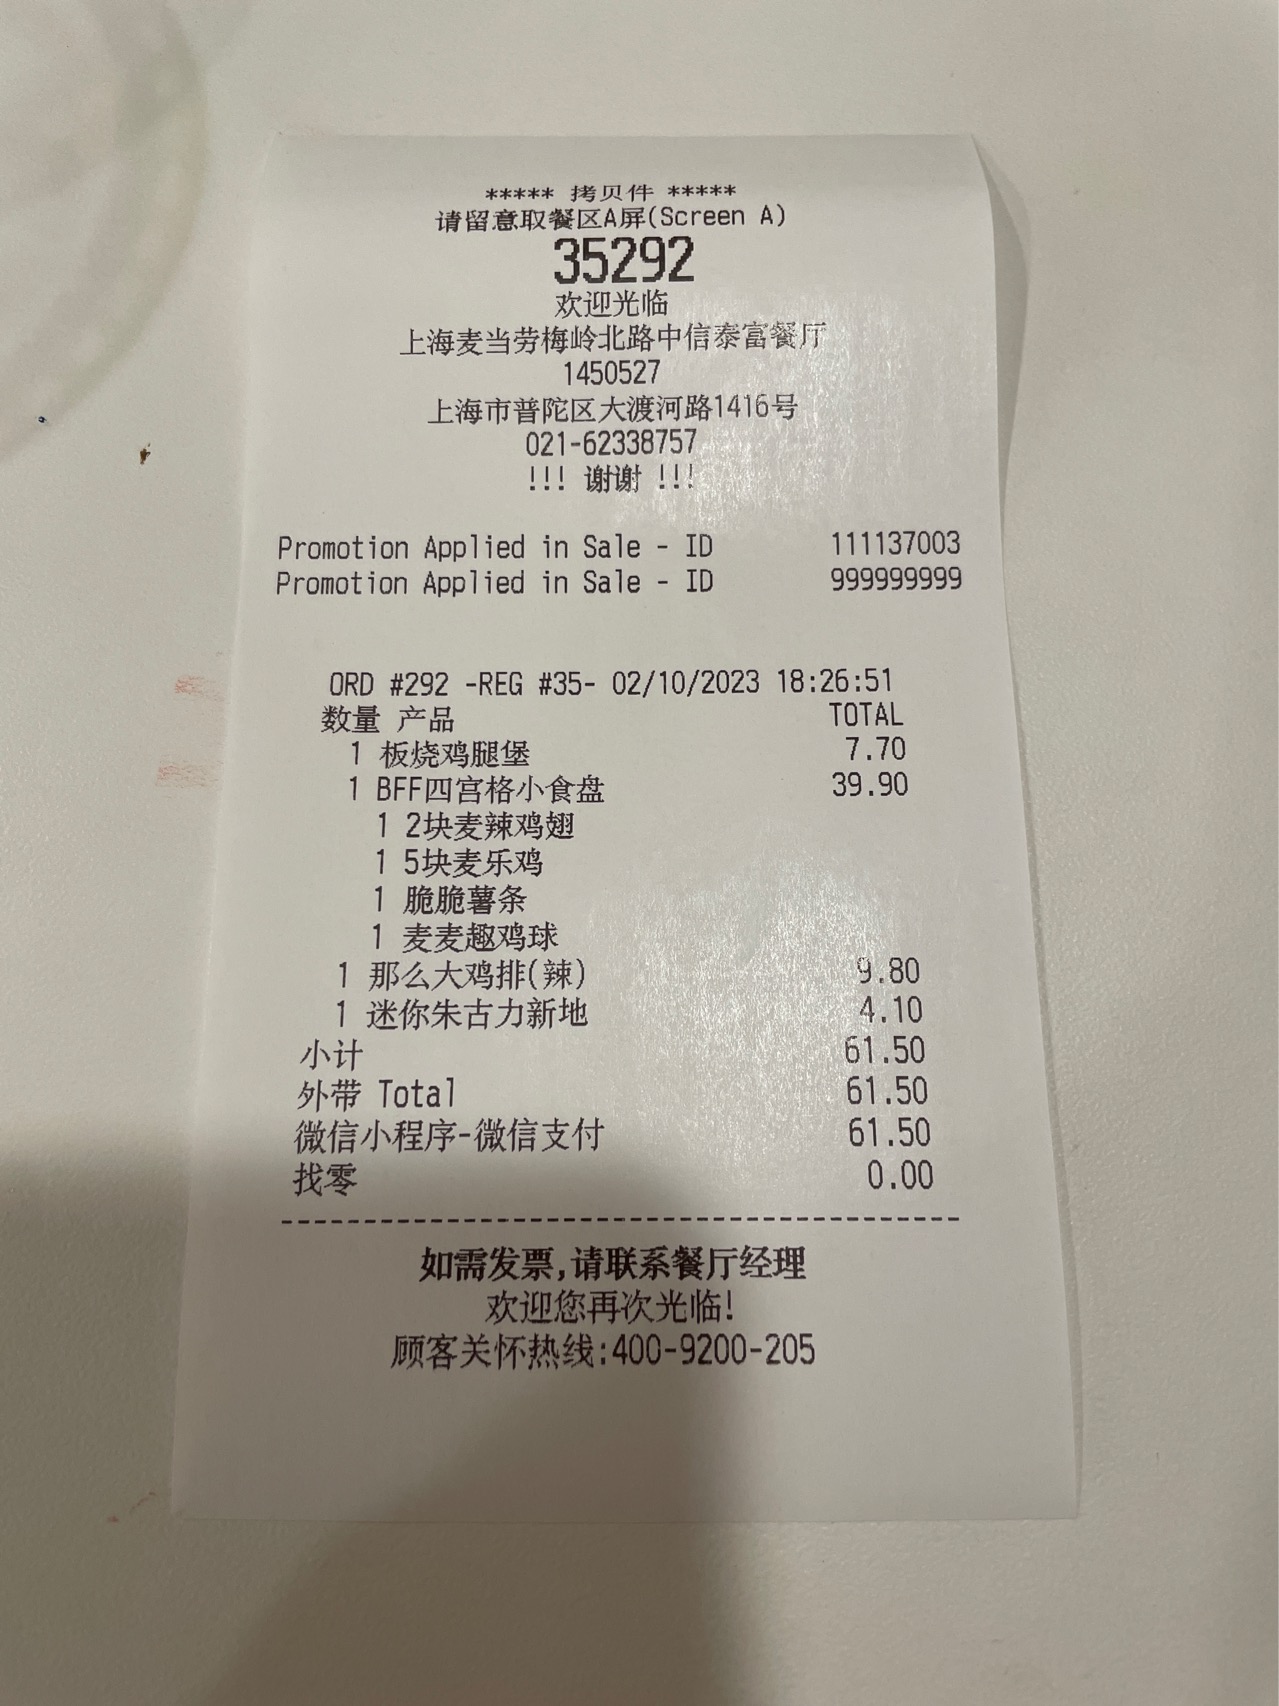 ***** 拷贝件 *****
请留意取餐区A屏(Screen A)
35292
欢迎光临
上海麦当劳梅岭北路中信泰富餐厅
1450527
上海市普陀区大渡河路1416号
021-62338757
!!! 谢谢 !!!
Promotion Applied in Sale - ID 111137003
Promotion Applied in Sale - ID 999999999
ORD #292 -REG #35- 02/10/2023 18:26:51
数量 产品 TOTAL
1 板烧鸡腿堡 7.70
1 BFF四宫格小食盘 39.90
1 2块麦辣鸡翅
1 5块麦乐鸡
1 脆脆薯条
1 麦麦趣鸡球
1 那么大鸡排(辣) 9.80
1 迷你朱古力新地 4.10
小计 61.50
外带 Total 61.50
微信小程序-微信支付 61.50
找零 0.00
--------------------------------------
如需发票,请联系餐厅经理
欢迎您再次光临!
顾客关怀热线:400-9200-205